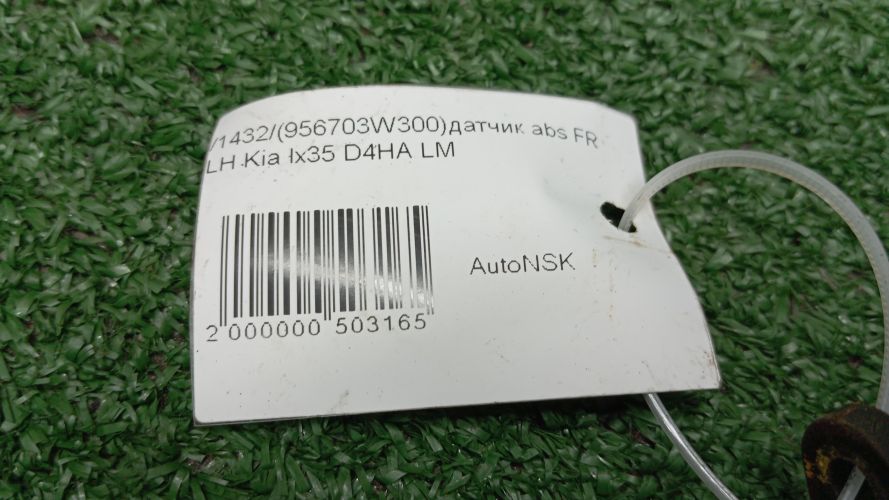 /1432/(956703W300)датчик abs FR
LH Kia Ix35 D4HA LM
AutoNSK
2 000000 503165